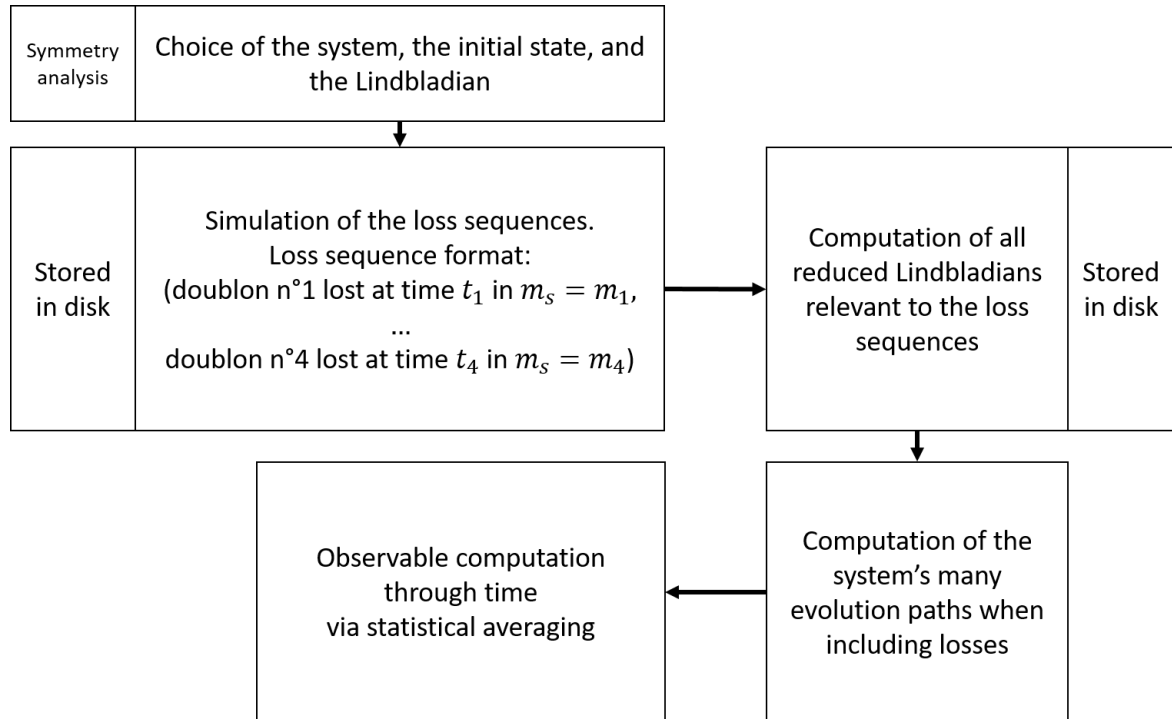 Symmetry
analysis
Choice of the system, the initial state, and
the Lindbladian
Stored
in disk
Simulation of the loss sequences.
Loss sequence format:
(doublon n°1 lost at time t₁ in mₛ = m₁,
...
doublon n°4 lost at time t₄ in mₛ = m₄)
Computation of all
reduced Lindbladians
relevant to the loss
sequences
Stored
in disk
Computation of the
system’s many
evolution paths when
including losses
Observable computation
through time
via statistical averaging